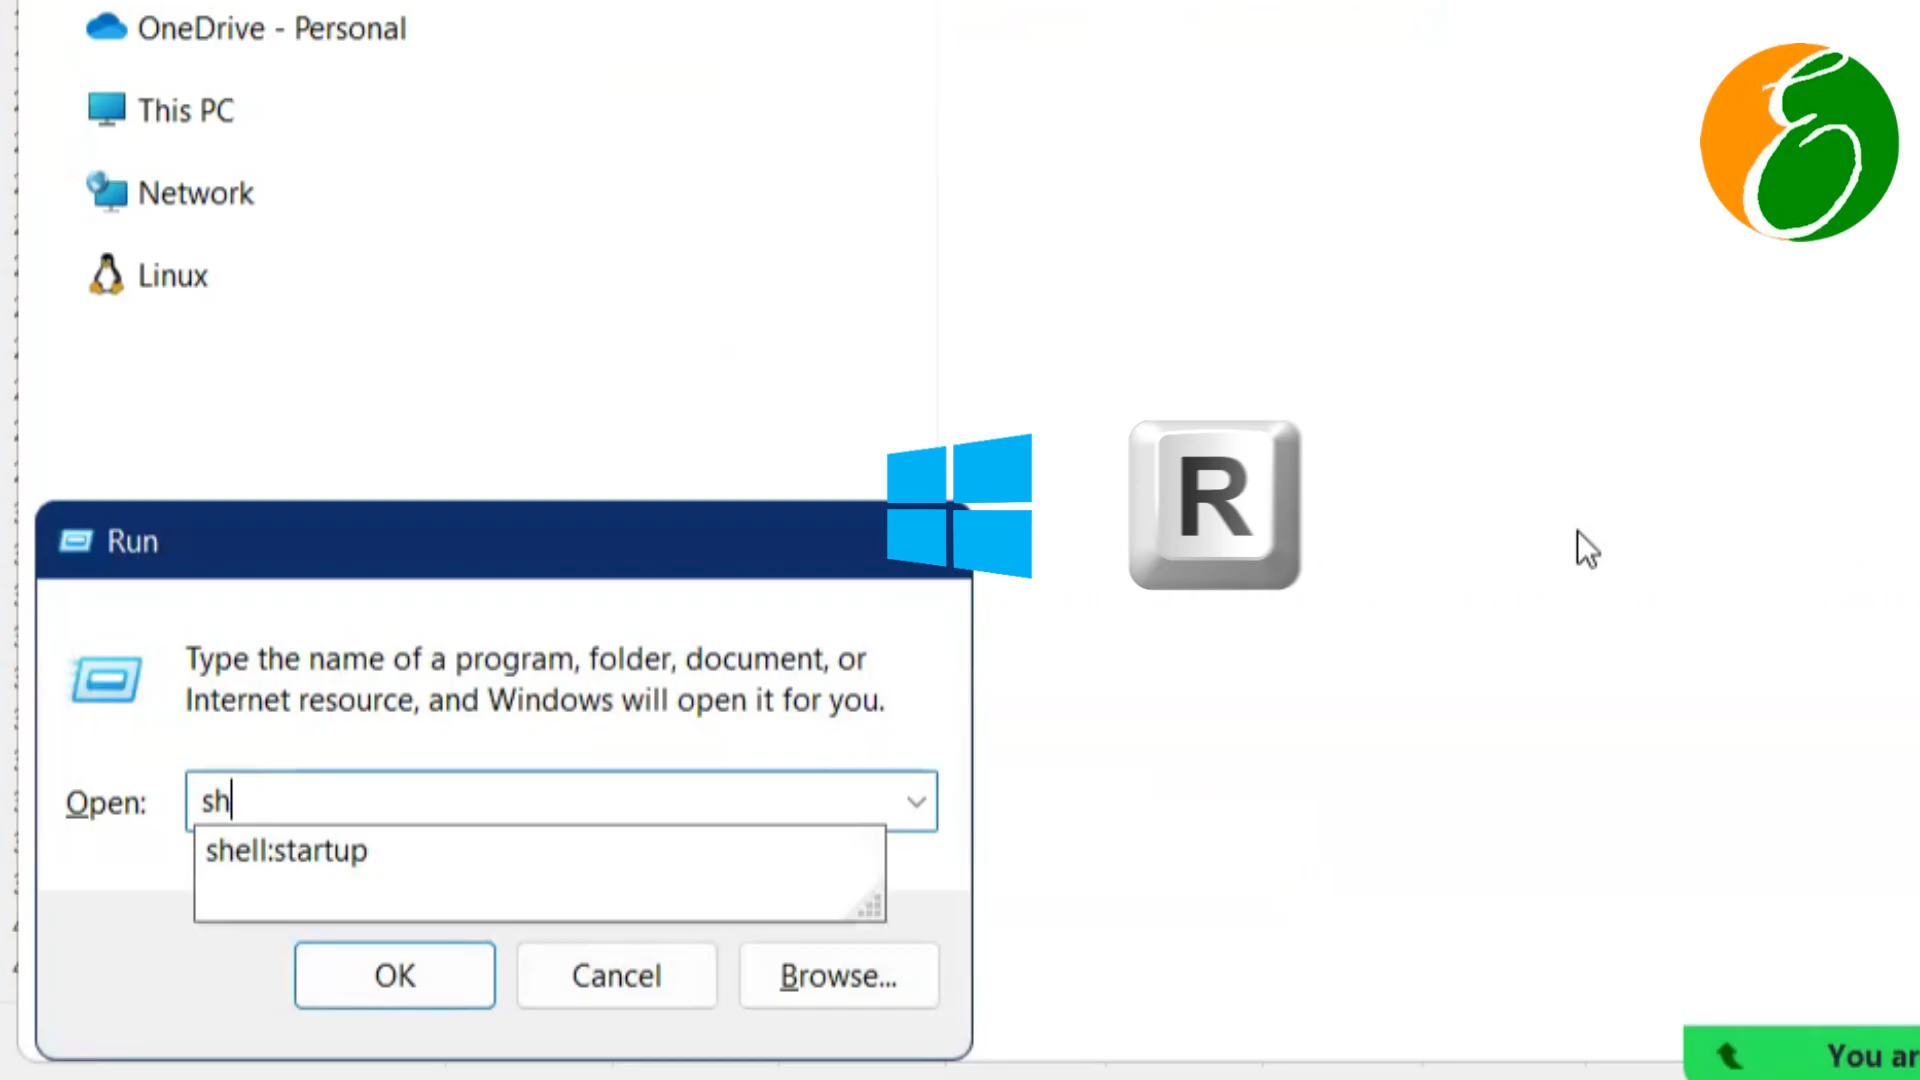 OneDrive - Personal
This PC
Network
Linux
R
Run
Type the name of a program, folder, document, or
Internet resource, and Windows will open it for you.
Open: sh
shell:startup
OK Cancel Browse...
You ar